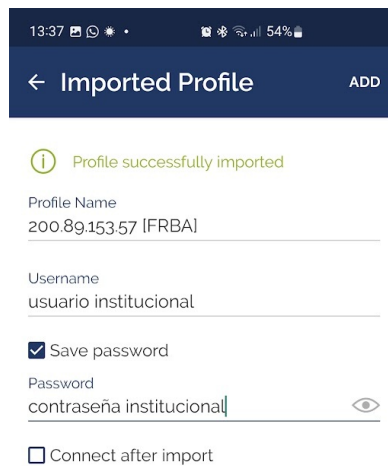 13:37 54%
Imported Profile ADD
Profile successfully imported
Profile Name
200.89.153.57 [FRBA]
Username
usuario institucional
Save password
Password
contraseña institucional
Connect after import